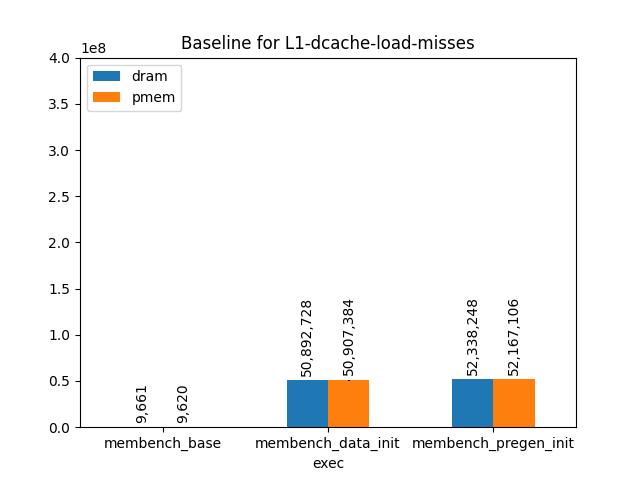 Baseline for L1-dcache-load-misses
1e8
4.0
3.5
3.0
2.5
2.0
1.5
1.0
0.5
0.0
dram
pmem
9,661
9,620
50,892,728
50,907,384
52,338,248
52,167,106
membench_base
membench_data_init
membench_pregen_init
exec